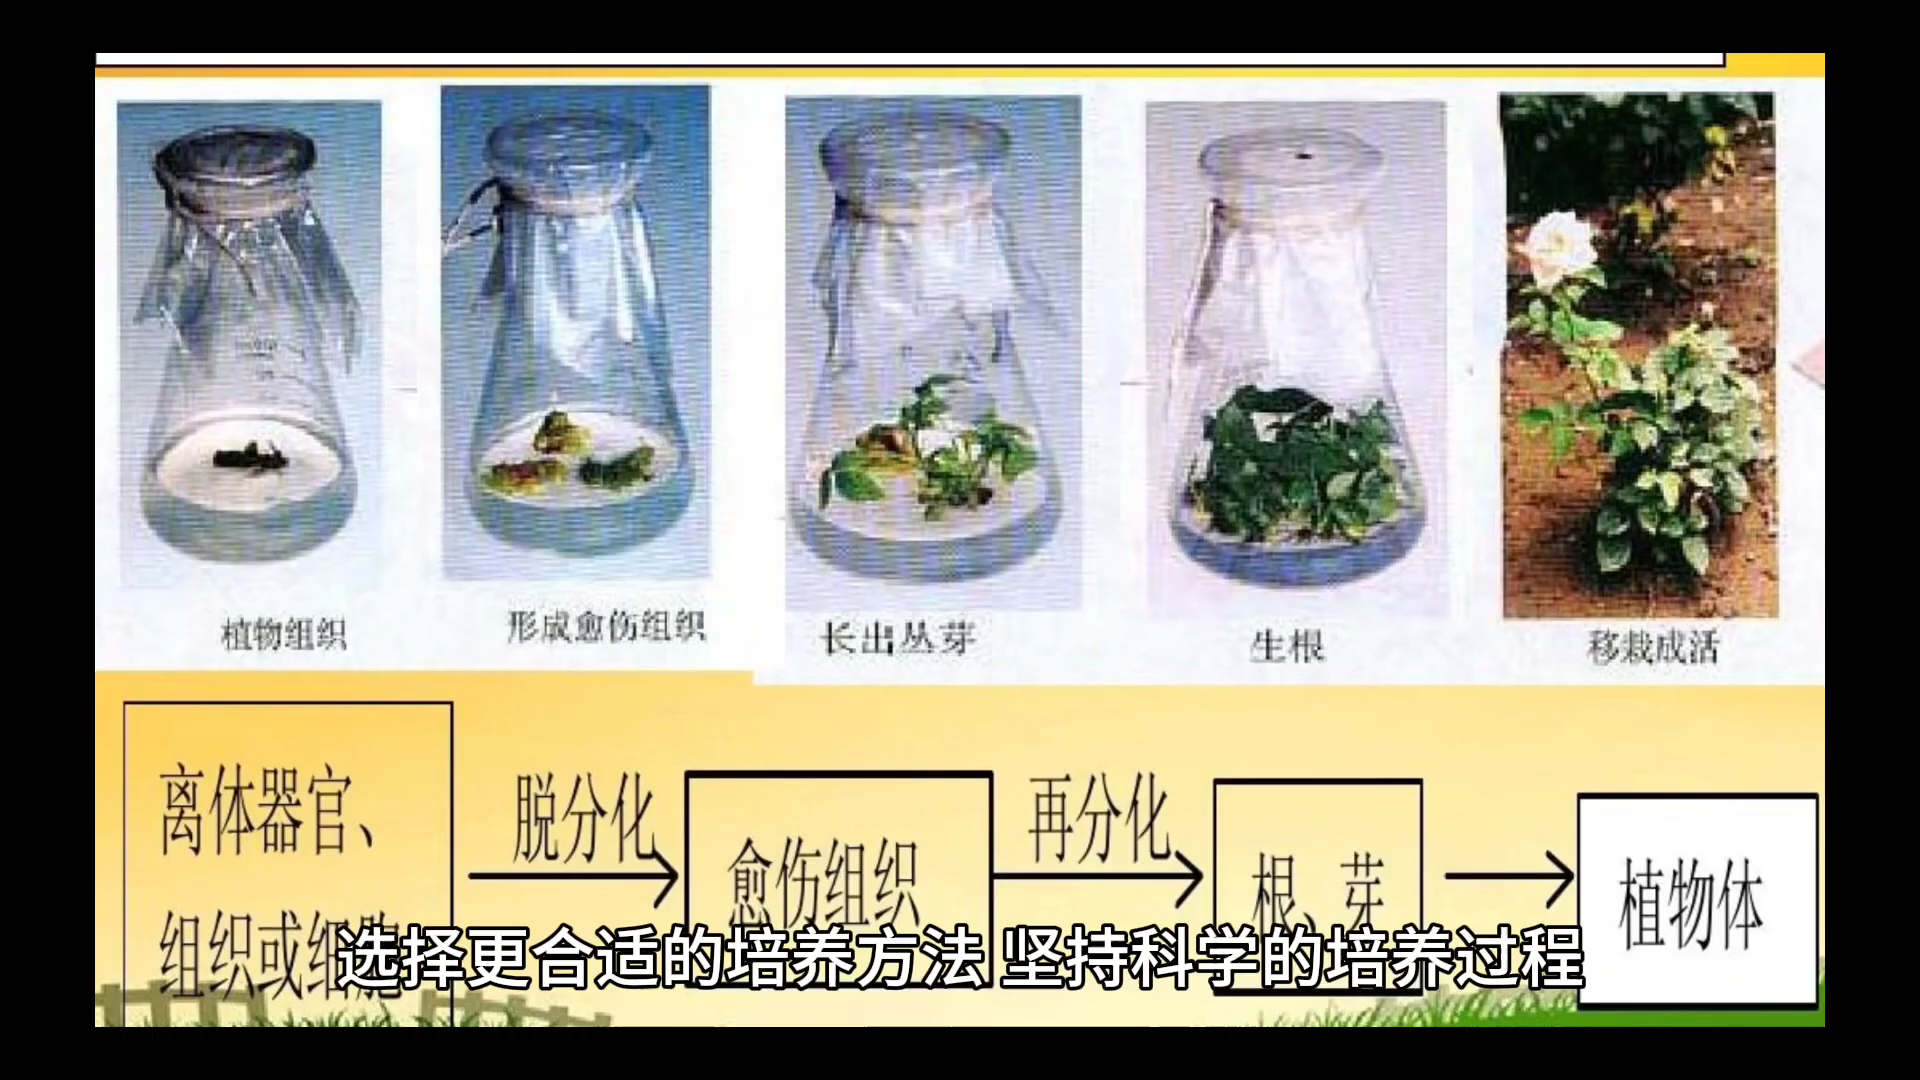 植物组织
形成愈伤组织
长出丛芽
生根
移栽成活
离体器官、
组织或细胞
脱分化
愈伤组织
再分化
根、芽
植物体
选择更合适的培养方法 坚持科学的培养过程